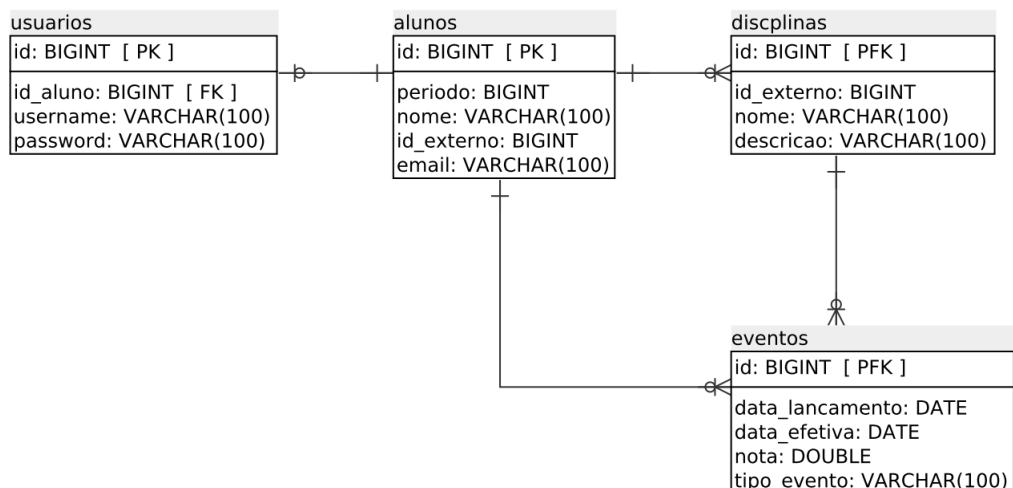 usuarios
id: BIGINT [ PK ]
id_aluno: BIGINT [ FK ]
username: VARCHAR(100)
password: VARCHAR(100)
alunos
id: BIGINT [ PK ]
periodo: BIGINT
nome: VARCHAR(100)
id_externo: BIGINT
email: VARCHAR(100)
discplinas
id: BIGINT [ PFK ]
id_externo: BIGINT
nome: VARCHAR(100)
descricao: VARCHAR(100)
eventos
id: BIGINT [ PFK ]
data_lancamento: DATE
data_efetiva: DATE
nota: DOUBLE
tipo_evento: VARCHAR(100)